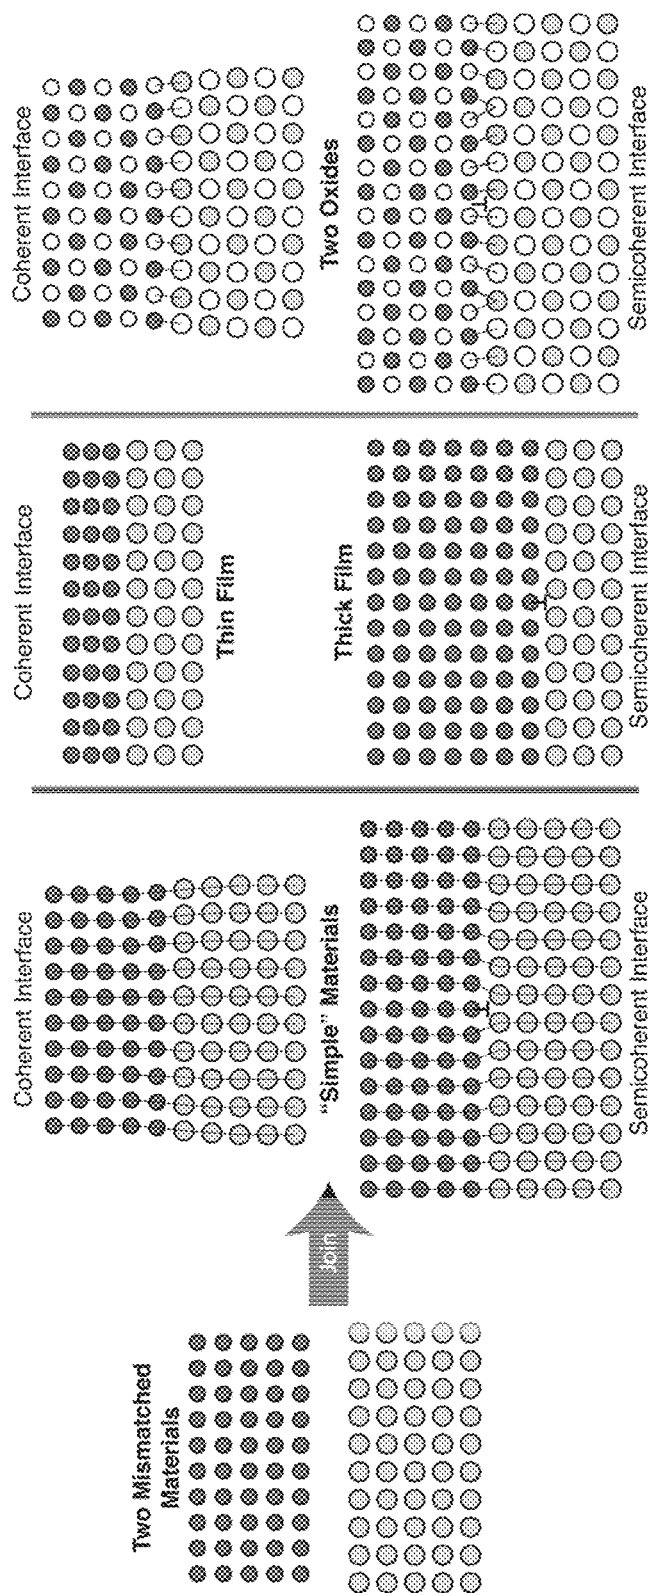 Two Mismatched
Materials
Join
Coherent Interface
"Simple" Materials
Semicoherent Interface
Coherent Interface
Thin Film
Thick Film
Semicoherent Interface
Coherent Interface
Two Oxides
Semicoherent Interface